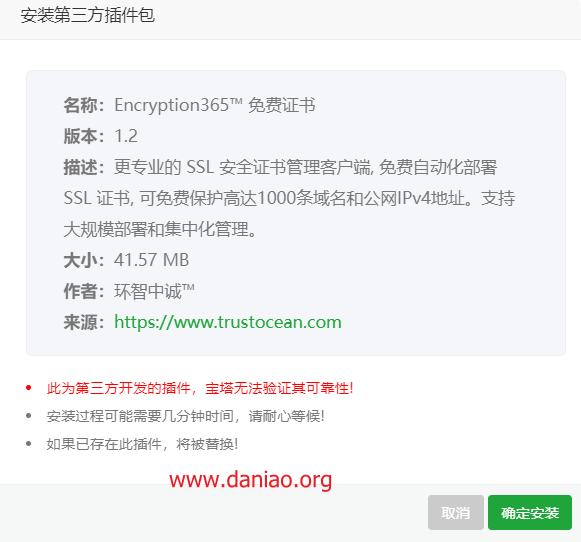 安装第三方插件包
名称：Encryption365™ 免费证书
版本：1.2
描述：更专业的 SSL 安全证书管理客户端, 免费自动化部署
SSL 证书, 可免费保护高达1000条域名和公网IPv4地址。支持
大规模部署和集中化管理。
大小：41.57 MB
作者：环智中诚™
来源：https://www.trustocean.com
此为第三方开发的插件，宝塔无法验证其可靠性!
安装过程可能需要几分钟时间，请耐心等候!
如果已存在此插件，将被替换!
www.daniao.org
取消 确定安装